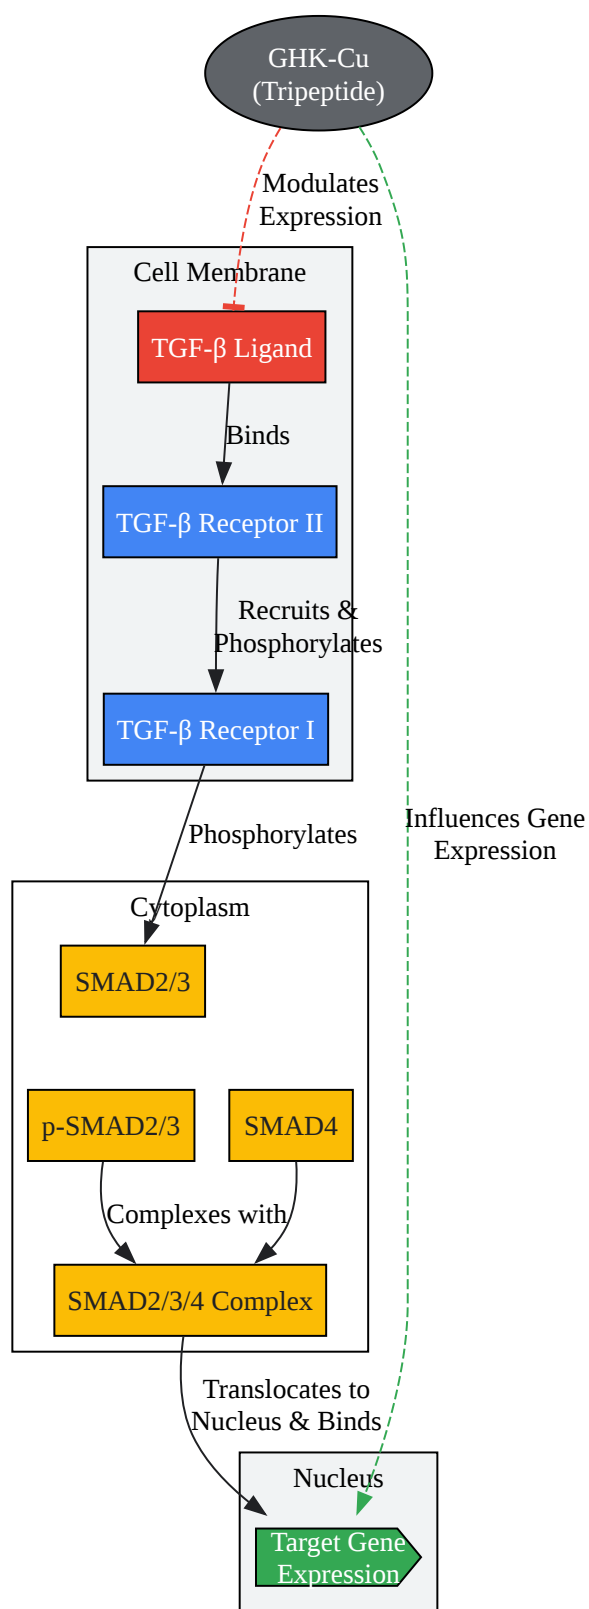 GHK-Cu
(Tripeptide)
Modulates
Expression
Cell Membrane
TGF-β Ligand
Binds
TGF-β Receptor II
Recruits &
Phosphorylates
TGF-β Receptor I
Phosphorylates
Influences Gene
Expression
Cytoplasm
SMAD2/3
p-SMAD2/3
SMAD4
Complexes with
SMAD2/3/4 Complex
Translocates to
Nucleus & Binds
Nucleus
Target Gene
Expression